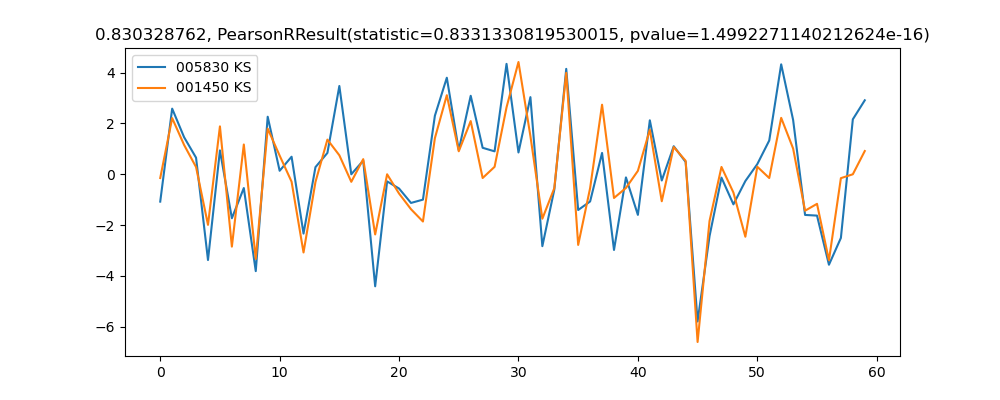 0.830328762, PearsonRResult(statistic=0.8331330819530015, pvalue=1.4992271140212624e-16)
005830 KS
001450 KS
4
2
0
−2
−4
−6
0 10 20 30 40 50 60